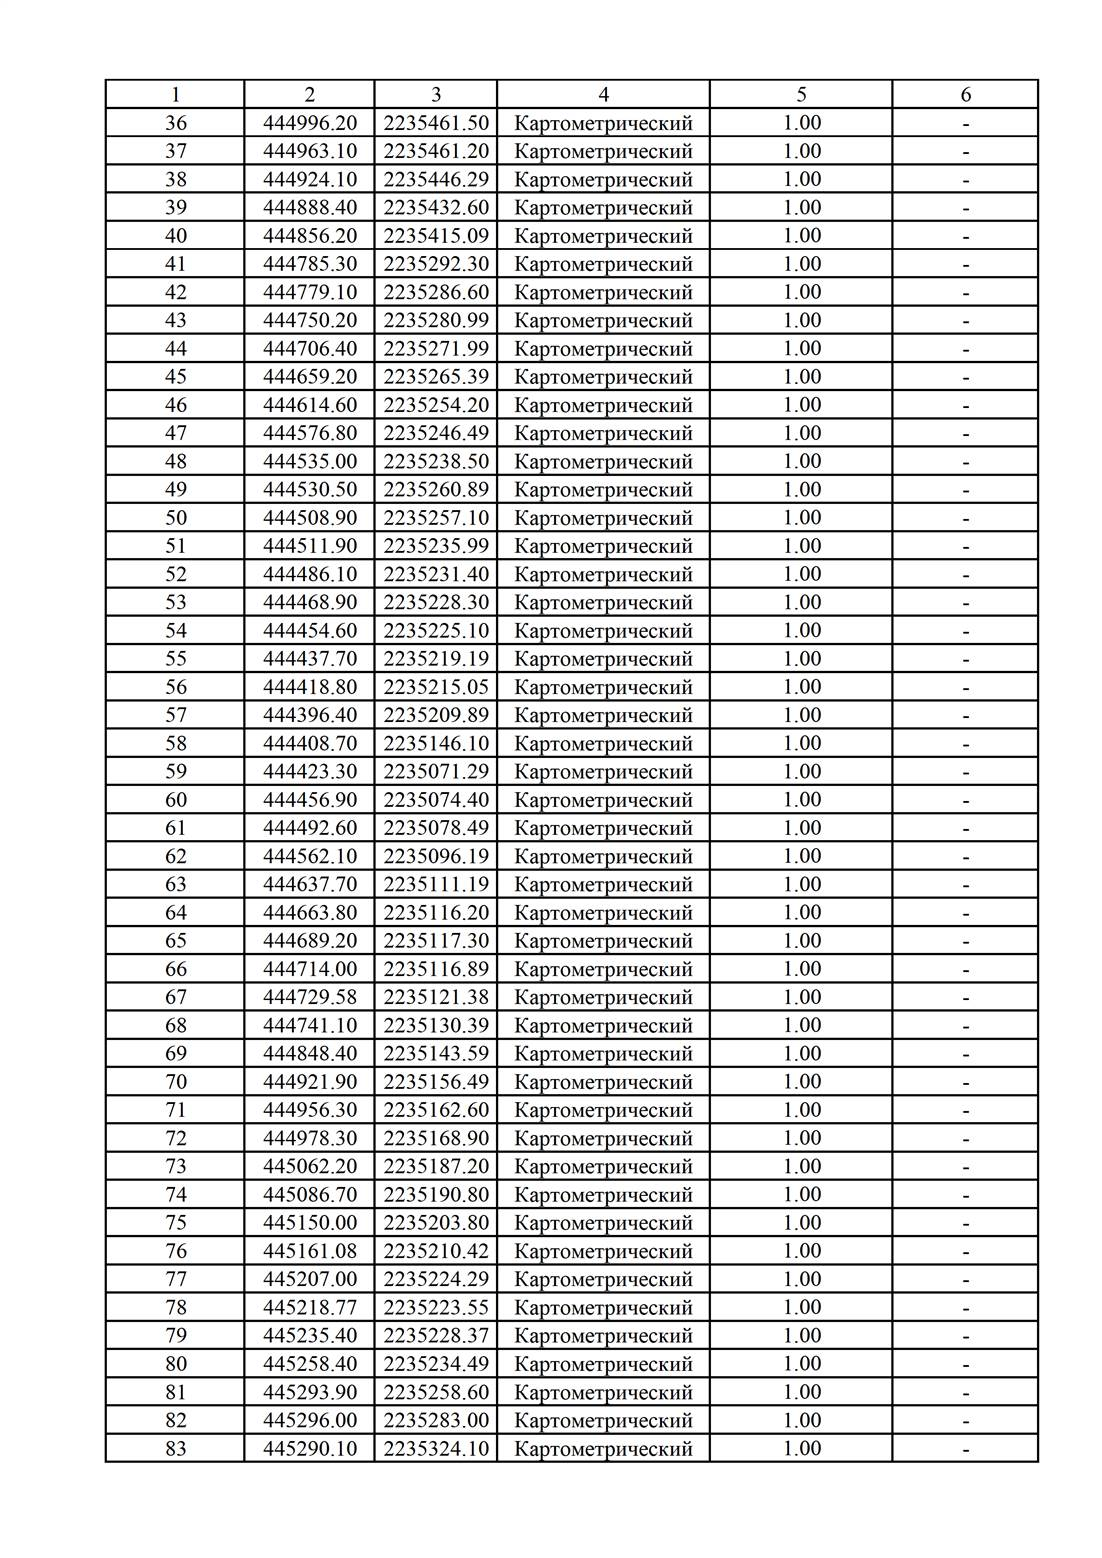 1 2 3 4 5 6
36 444996.20 2235461.50 Картометрический 1.00 -
37 444963.10 2235461.20 Картометрический 1.00 -
38 444924.10 2235446.29 Картометрический 1.00 -
39 444888.40 2235432.60 Картометрический 1.00 -
40 444856.20 2235415.09 Картометрический 1.00 -
41 444785.30 2235292.30 Картометрический 1.00 -
42 444779.10 2235286.60 Картометрический 1.00 -
43 444750.20 2235280.99 Картометрический 1.00 -
44 444706.40 2235271.99 Картометрический 1.00 -
45 444659.20 2235265.39 Картометрический 1.00 -
46 444614.60 2235254.20 Картометрический 1.00 -
47 444576.80 2235246.49 Картометрический 1.00 -
48 444535.00 2235238.50 Картометрический 1.00 -
49 444530.50 2235260.89 Картометрический 1.00 -
50 444508.90 2235257.10 Картометрический 1.00 -
51 444511.90 2235235.99 Картометрический 1.00 -
52 444486.10 2235231.40 Картометрический 1.00 -
53 444468.90 2235228.30 Картометрический 1.00 -
54 444454.60 2235225.10 Картометрический 1.00 -
55 444437.70 2235219.19 Картометрический 1.00 -
56 444418.80 2235215.05 Картометрический 1.00 -
57 444396.40 2235209.89 Картометрический 1.00 -
58 444408.70 2235146.10 Картометрический 1.00 -
59 444423.30 2235071.29 Картометрический 1.00 -
60 444456.90 2235074.40 Картометрический 1.00 -
61 444492.60 2235078.49 Картометрический 1.00 -
62 444562.10 2235096.19 Картометрический 1.00 -
63 444637.70 2235111.19 Картометрический 1.00 -
64 444663.80 2235116.20 Картометрический 1.00 -
65 444689.20 2235117.30 Картометрический 1.00 -
66 444714.00 2235116.89 Картометрический 1.00 -
67 444729.58 2235121.38 Картометрический 1.00 -
68 444741.10 2235130.39 Картометрический 1.00 -
69 444848.40 2235143.59 Картометрический 1.00 -
70 444921.90 2235156.49 Картометрический 1.00 -
71 444956.30 2235162.60 Картометрический 1.00 -
72 444978.30 2235168.90 Картометрический 1.00 -
73 445062.20 2235187.20 Картометрический 1.00 -
74 445086.70 2235190.80 Картометрический 1.00 -
75 445150.00 2235203.80 Картометрический 1.00 -
76 445161.08 2235210.42 Картометрический 1.00 -
77 445207.00 2235224.29 Картометрический 1.00 -
78 445218.77 2235223.55 Картометрический 1.00 -
79 445235.40 2235228.37 Картометрический 1.00 -
80 445258.40 2235234.49 Картометрический 1.00 -
81 445293.90 2235258.60 Картометрический 1.00 -
82 445296.00 2235283.00 Картометрический 1.00 -
83 445290.10 2235324.10 Картометрический 1.00 -